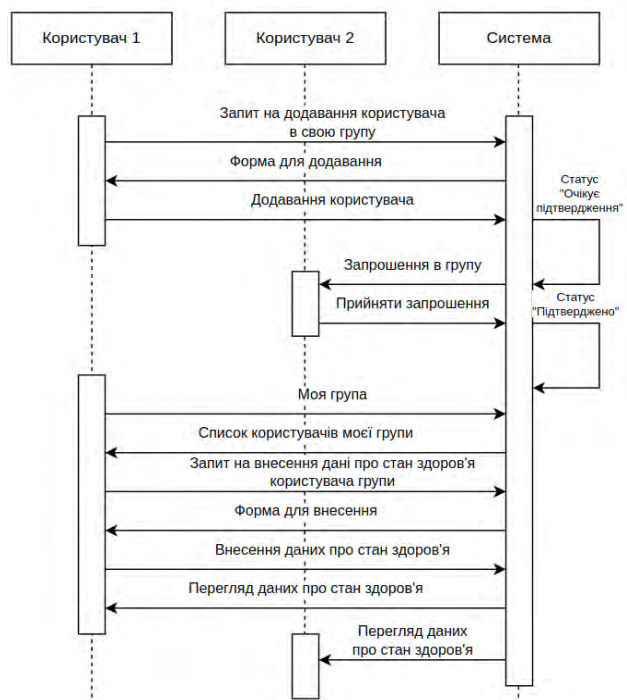 Користувач 1
Користувач 2
Система
Запит на додавання користувача
в свою групу
Форма для додавання
Додавання користувача
Статус
"Очікує
підтвердження"
Запрошення в групу
Прийняти запрошення
Статус
"Підтверджено"
Моя група
Список користувачів моєї групи
Запит на внесення дані про стан здоров'я
користувача групи
Форма для внесення
Внесення даних про стан здоров'я
Перегляд даних про стан здоров'я
Перегляд даних
про стан здоров'я